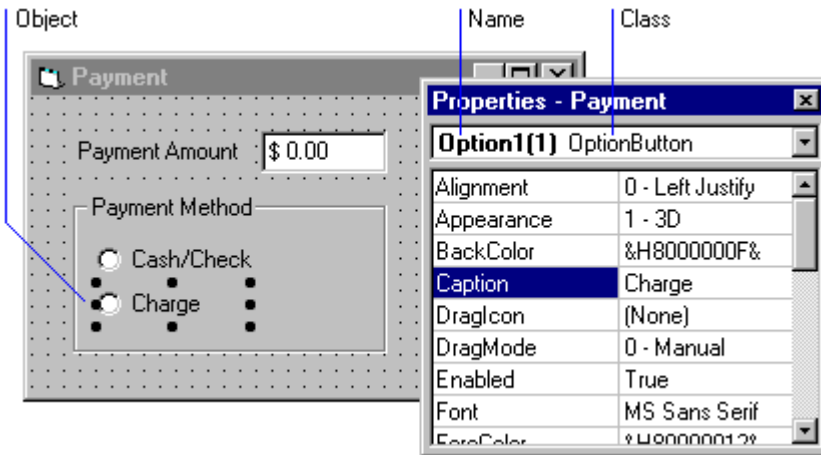 Object
Name
Class
Payment
Payment Amount
$ 0.00
Payment Method
Cash/Check
Charge
Properties - Payment
Option1(1) OptionButton
Alignment 0 - Left Justify
Appearance 1 - 3D
BackColor &H8000000F&
Caption Charge
DragIcon (None)
DragMode 0 - Manual
Enabled True
Font MS Sans Serif
ForeColor